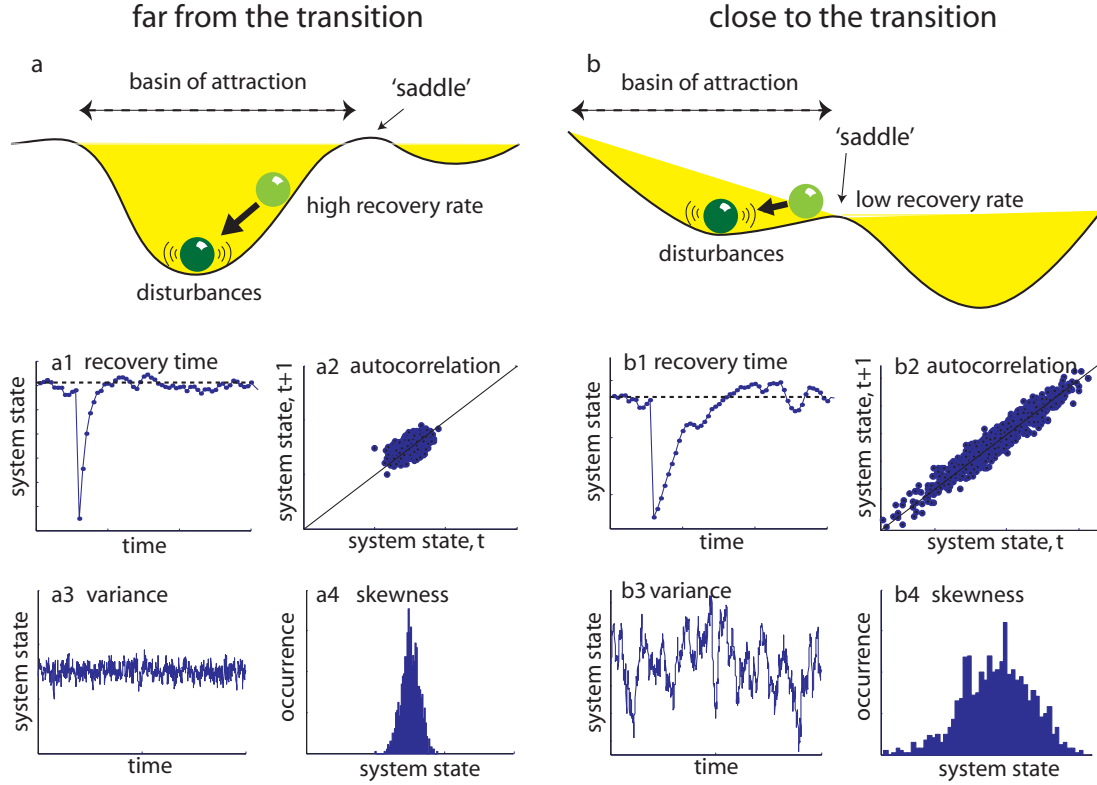 far from the transition
close to the transition
a
basin of attraction
'saddle'
high recovery rate
disturbances
b
basin of attraction
'saddle'
low recovery rate
disturbances
a1 recovery time
system state
time
a2 autocorrelation
system state, t+1
system state, t
b1 recovery time
system state
time
b2 autocorrelation
system state, t+1
system state, t
a3 variance
system state
time
a4 skewness
occurrence
system state
b3 variance
system state
time
b4 skewness
occurrence
system state